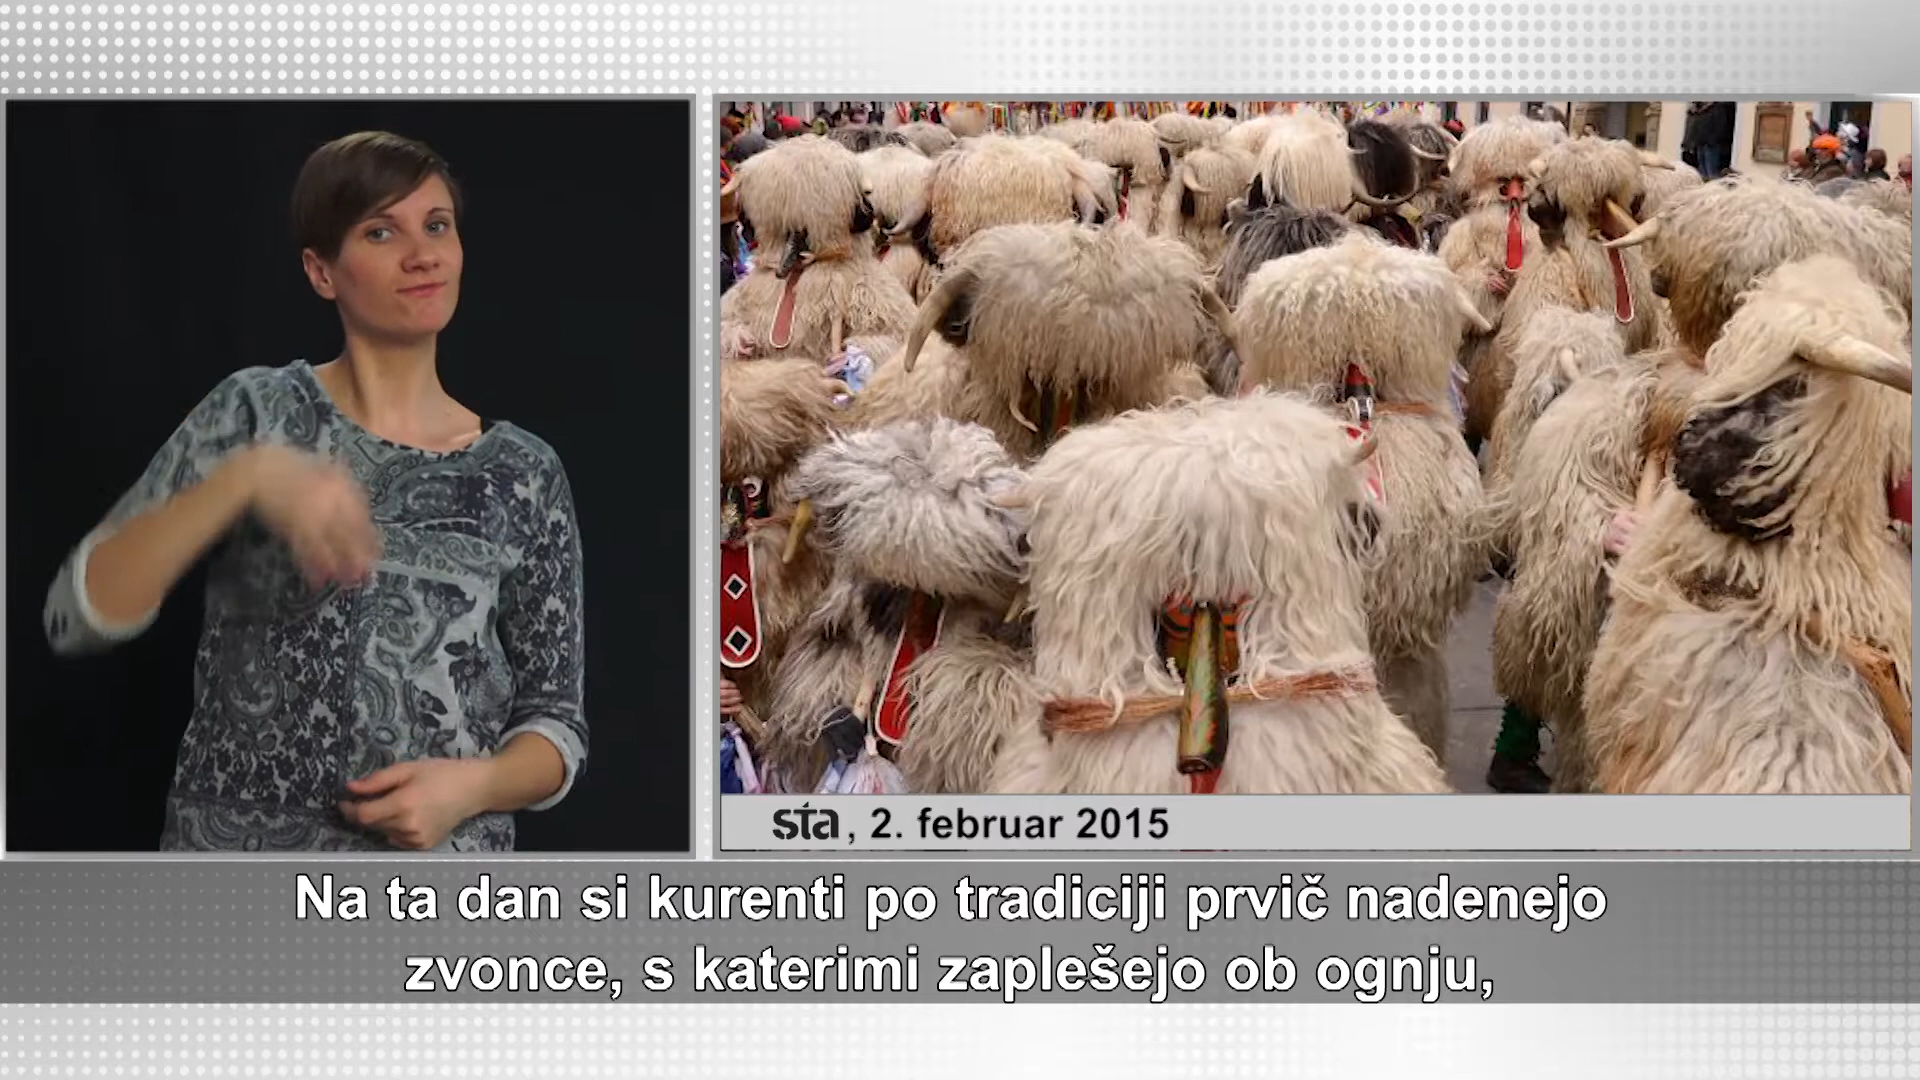 sta, 2. februar 2015
Na ta dan si kurenti po tradiciji prvič nadenejo
zvonce, s katerimi zaplešejo ob ognju,